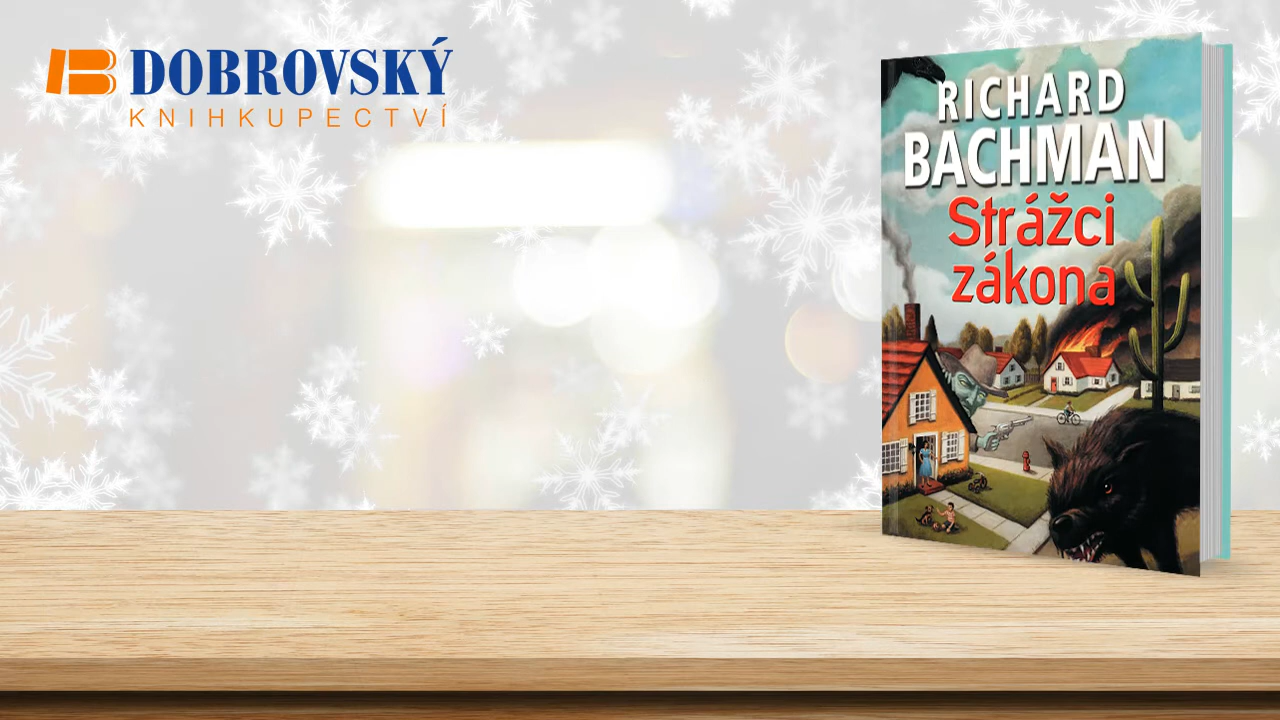 DOBROVSKÝ
KNIHKUPECTVÍ
RICHARD
BACHMAN
Strážci
zákona